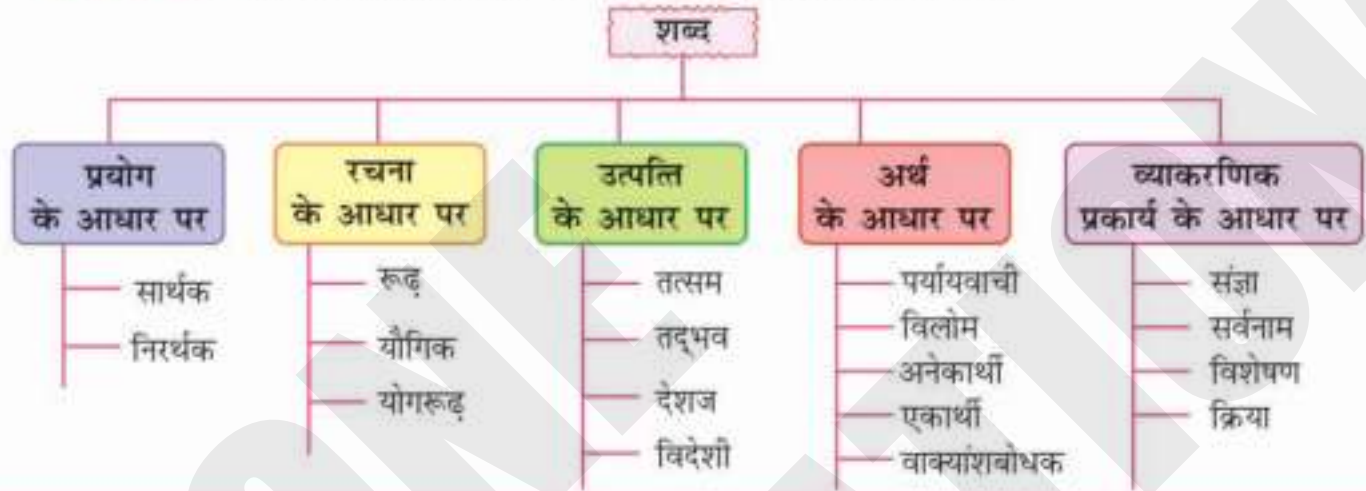 शब्द
प्रयोग
के आधार पर
सार्थक
निरर्थक
रचना
के आधार पर
रूढ़
यौगिक
योगरूढ़
उत्पत्ति
के आधार पर
तत्सम
तद्भव
देशज
विदेशी
अर्थ
के आधार पर
पर्यायवाची
विलोम
अनेकार्थी
एकार्थी
वाक्यांशबोधक
व्याकरणिक
प्रकार्य के आधार पर
संज्ञा
सर्वनाम
विशेषण
क्रिया